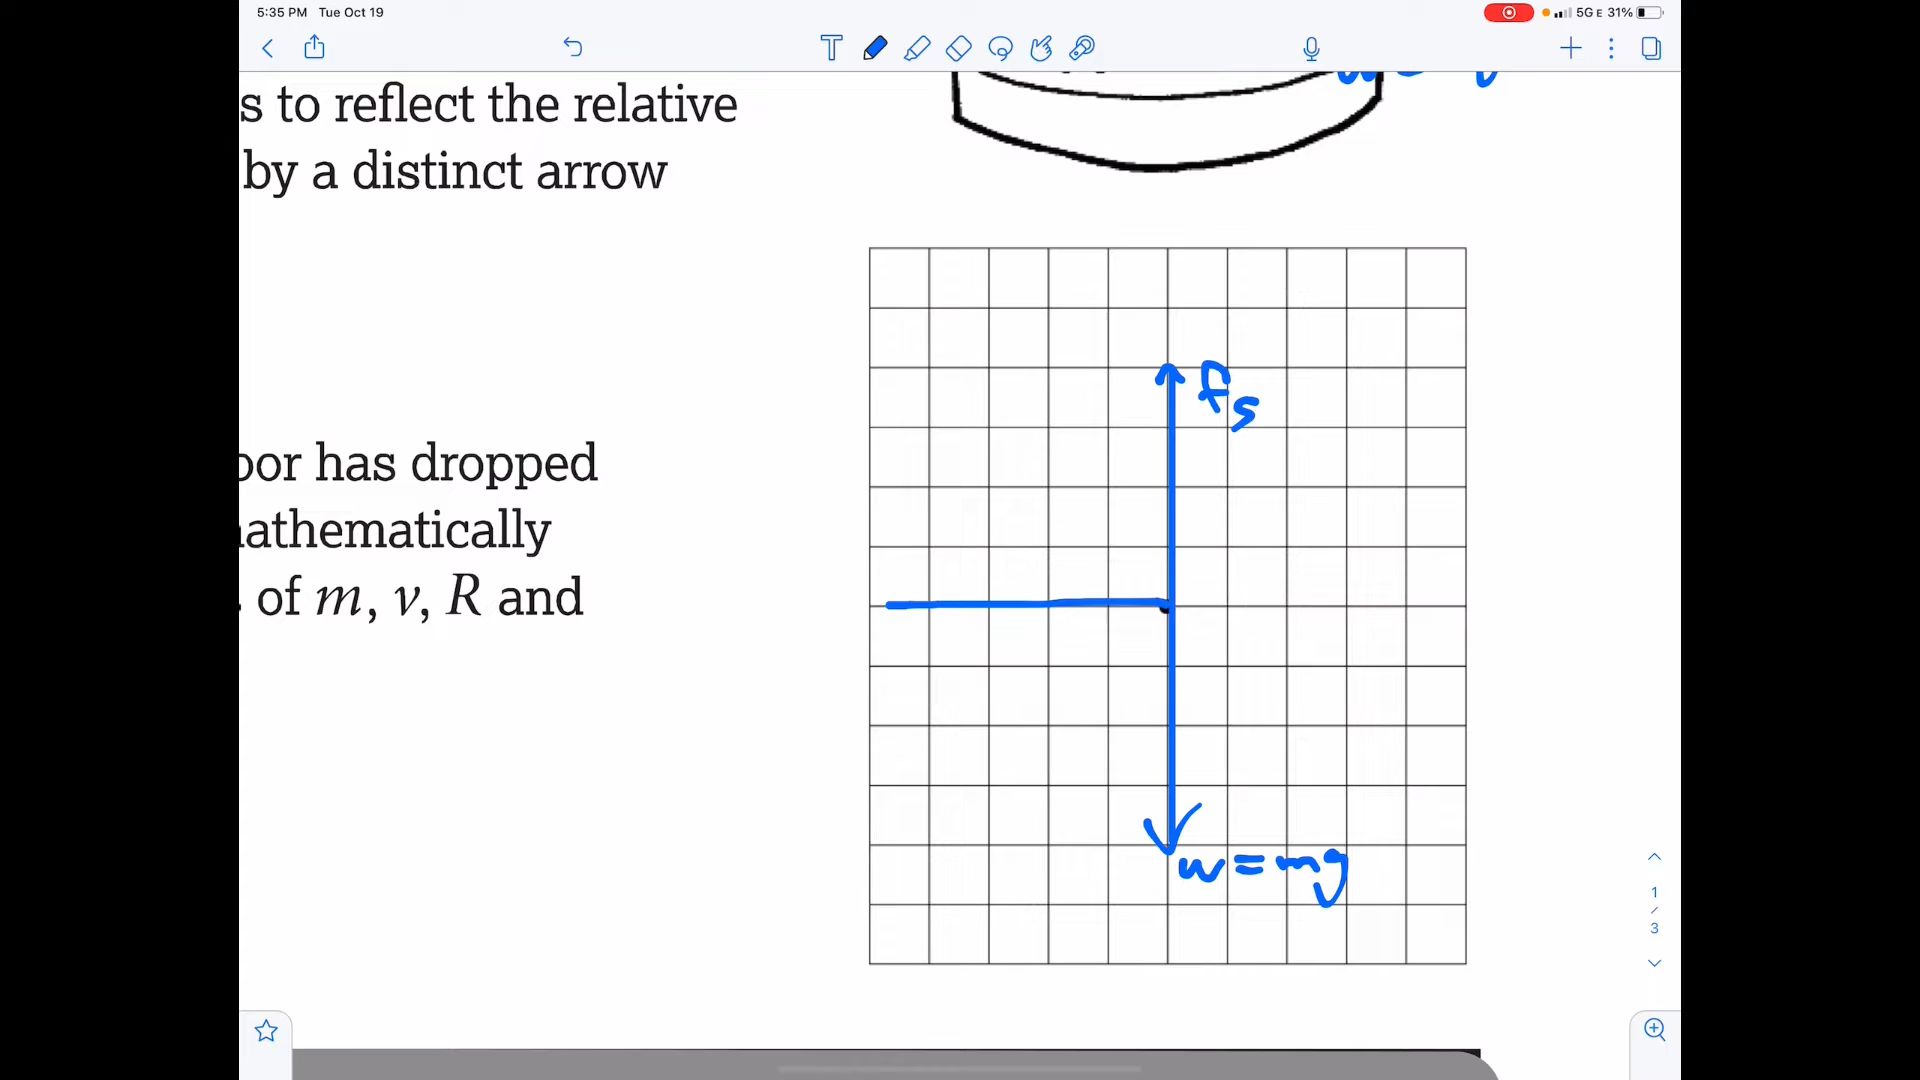 5:35 PM Tue Oct 19
5G E 31%
T
s to reflect the relative
by a distinct arrow
fs
oor has dropped
athematically
of m, v, R and
w = mg
1
/
3